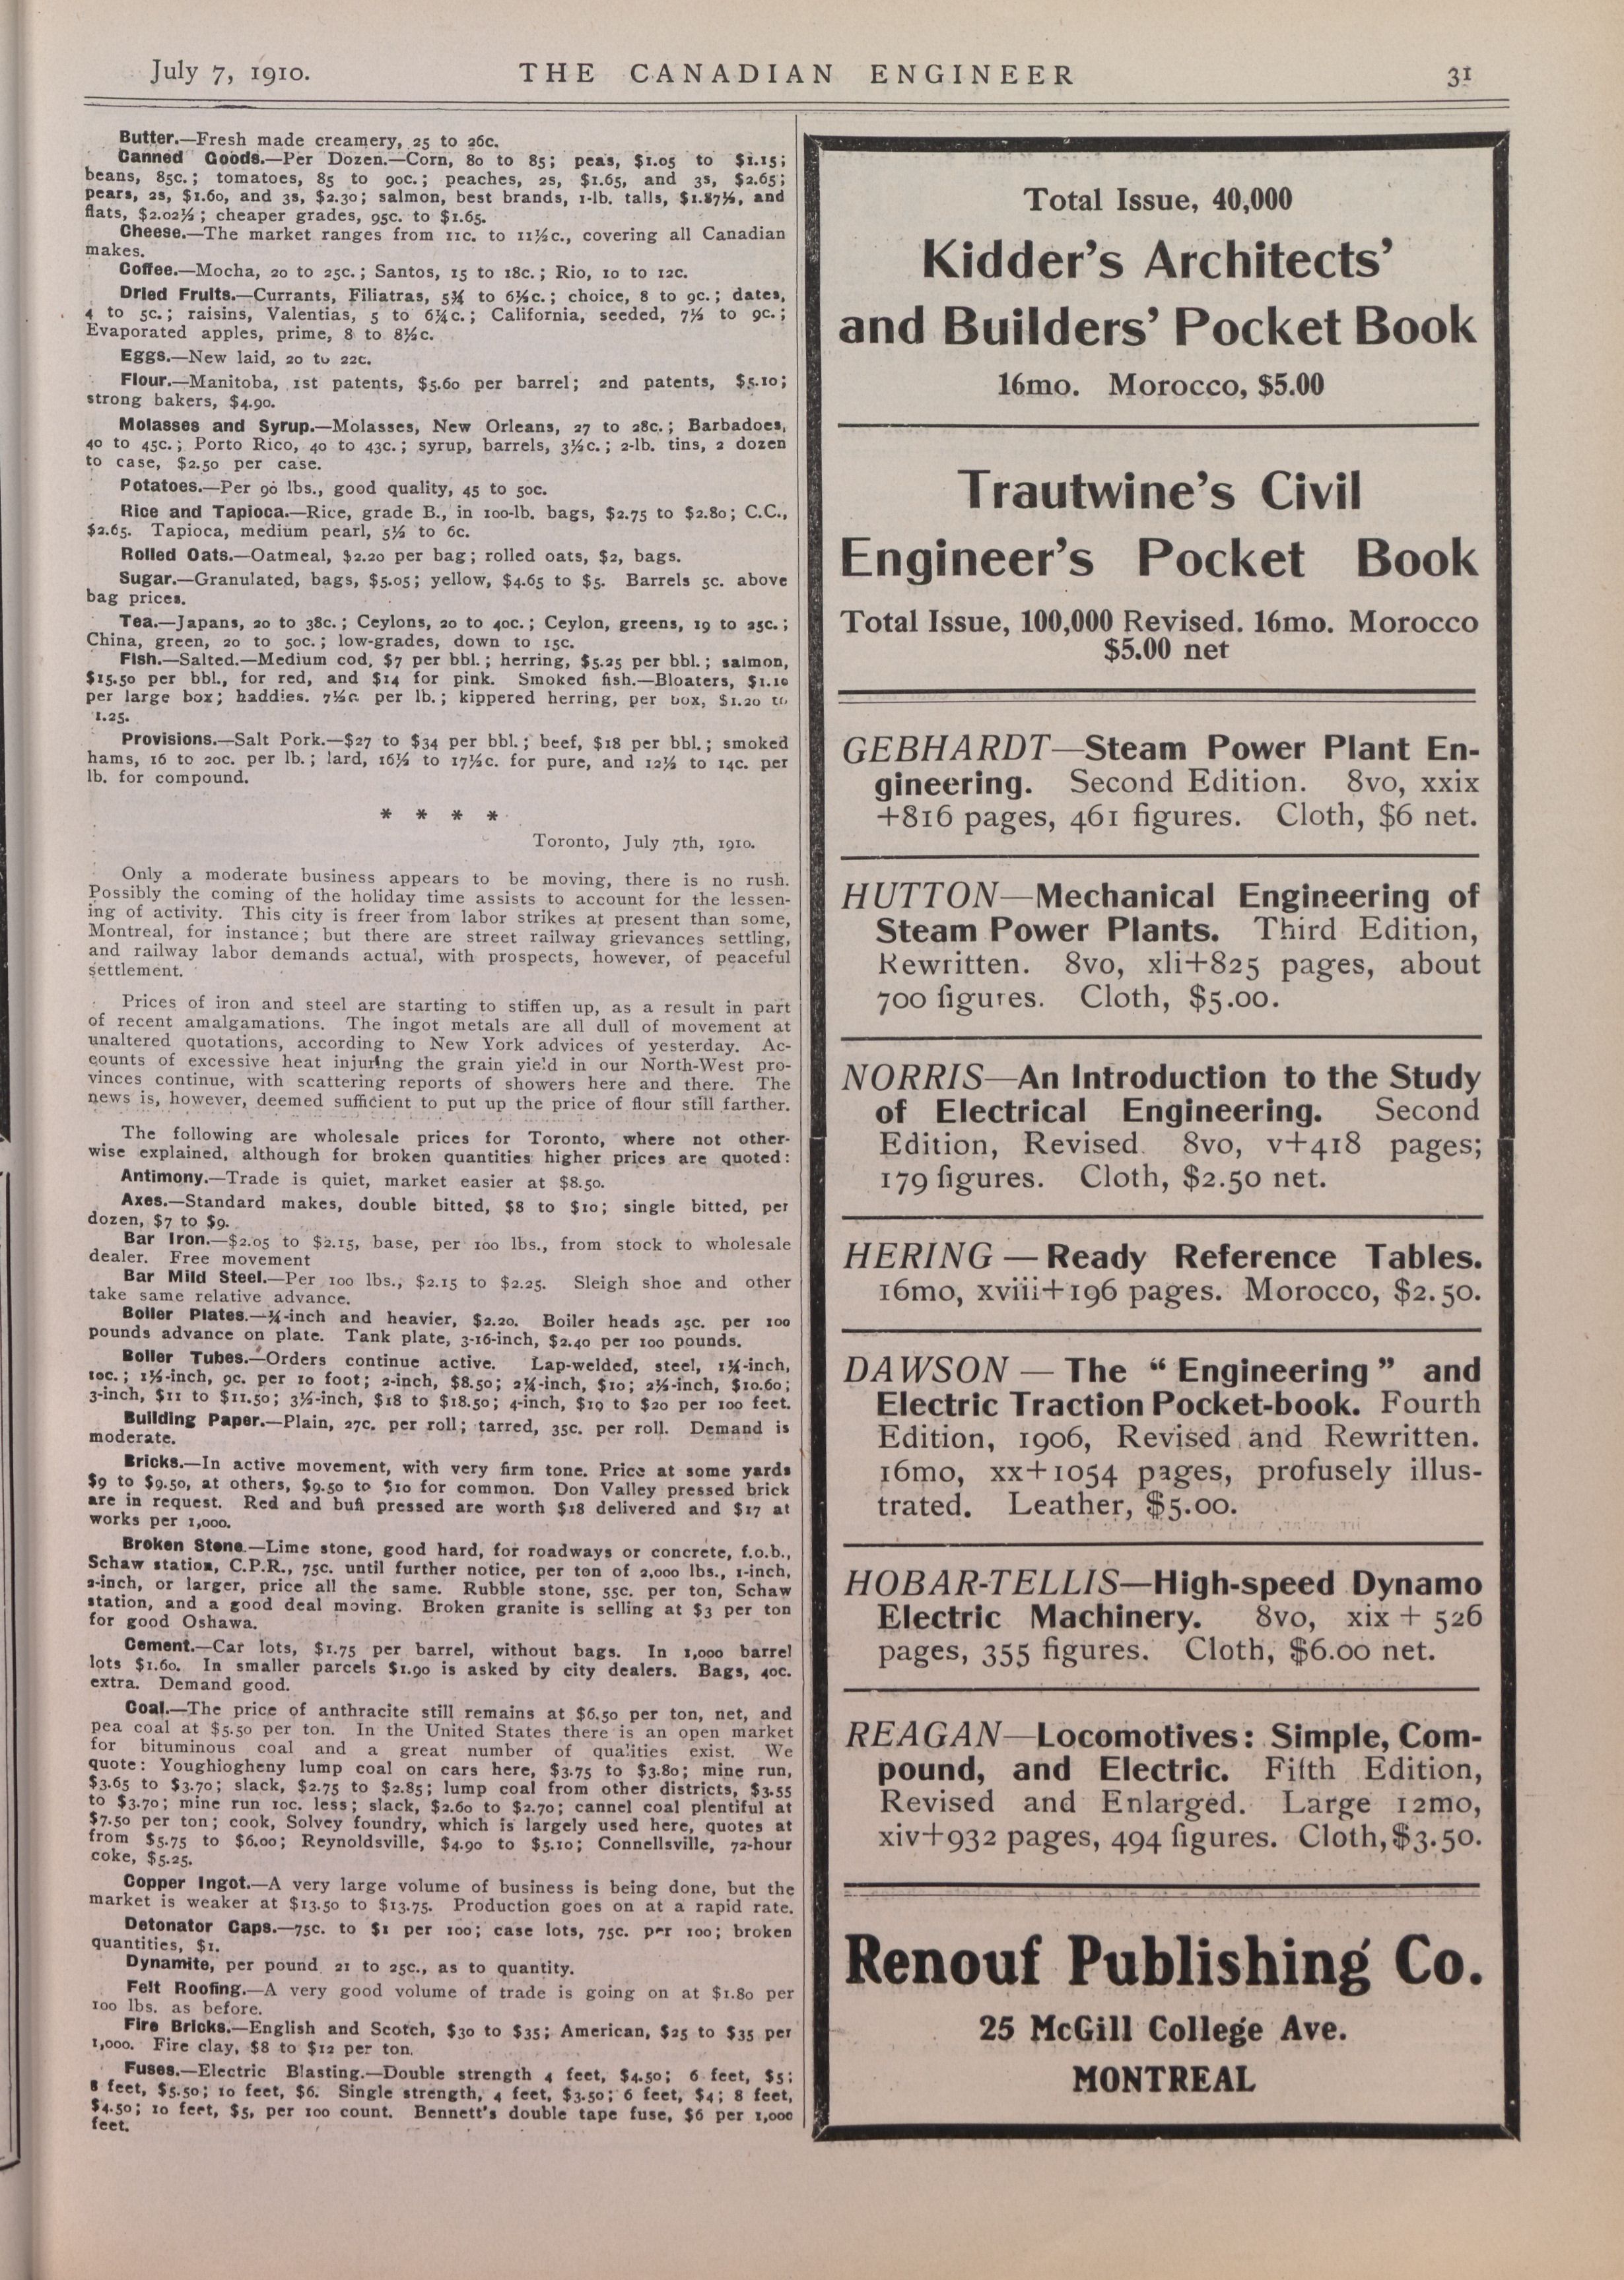 July 7, 1910.
THE CANADIAN ENGINEER
31
Butter.—Fresh made creamery, 25 to 26c.
Canned Goods.—Per Dozen.—Corn, 80 to 85; peas, $1.05 to $1.15;
beans, 85c.; tomatoes, 85 to 90c.; peaches, 2s, $1.65, and 3s, $2.65;
pears, 2s, $1.60, and 3s, $2.30; salmon, best brands, 1-lb. talls, $1.87½, and
flats, $2.02½; cheaper grades, 95c. to $1.65.
Cheese.—The market ranges from 11c. to 11½c., covering all Canadian
makes.
Coffee.—Mocha, 20 to 25c.; Santos, 15 to 18c.; Rio, 10 to 12c.
Dried Fruits.—Currants, Filiatras, 5¾ to 6½c.; choice, 8 to 9c.; dates,
4 to 5c.; raisins, Valentias, 5 to 6¼c.; California, seeded, 7½ to 9c.;
Evaporated apples, prime, 8 to 8½c.
Eggs.—New laid, 20 to 22c.
Flour.—Manitoba, 1st patents, $5.60 per barrel; 2nd patents, $5.10;
strong bakers, $4.90.
Molasses and Syrup.—Molasses, New Orleans, 27 to 28c.; Barbadoes,
40 to 45c.; Porto Rico, 40 to 43c.; syrup, barrels, 3½c.; 2-lb. tins, 2 dozen
to case, $2.50 per case.
Potatoes.—Per 90 lbs., good quality, 45 to 50c.
Rice and Tapioca.—Rice, grade B., in 100-lb. bags, $2.75 to $2.80; C.C.,
$2.65. Tapioca, medium pearl, 5½ to 6c.
Rolled Oats.—Oatmeal, $2.20 per bag; rolled oats, $2, bags.
Sugar.—Granulated, bags, $5.05; yellow, $4.65 to $5. Barrels 5c. above
bag prices.
Tea.—Japans, 20 to 38c.; Ceylons, 20 to 40c.; Ceylon, greens, 19 to 25c.;
China, green, 20 to 50c.; low-grades, down to 15c.
Fish.—Salted.—Medium cod, $7 per bbl.; herring, $5.25 per bbl.; salmon,
$15.50 per bbl., for red, and $14 for pink. Smoked fish.—Bloaters, $1.10
per large box; haddies. 7½c. per lb.; kippered herring, per box, $1.20 to
1.25.
Provisions.—Salt Pork.—$27 to $34 per bbl.; beef, $18 per bbl.; smoked
hams, 16 to 20c. per lb.; lard, 16½ to 17½c. for pure, and 12½ to 14c. per
lb. for compound.
* * * *
Toronto, July 7th, 1910.
Only a moderate business appears to be moving, there is no rush.
Possibly the coming of the holiday time assists to account for the lessen-
ing of activity. This city is freer from labor strikes at present than some,
Montreal, for instance; but there are street railway grievances settling,
and railway labor demands actual, with prospects, however, of peaceful
settlement.
Prices of iron and steel are starting to stiffen up, as a result in part
of recent amalgamations. The ingot metals are all dull of movement at
unaltered quotations, according to New York advices of yesterday. Ac-
counts of excessive heat injuring the grain yield in our North-West pro-
vinces continue, with scattering reports of showers here and there. The
news is, however, deemed sufficient to put up the price of flour still farther.
The following are wholesale prices for Toronto, where not other-
wise explained, although for broken quantities higher prices are quoted:
Antimony.—Trade is quiet, market easier at $8.50.
Axes.—Standard makes, double bitted, $8 to $10; single bitted, per
dozen, $7 to $9.
Bar Iron.—$2.05 to $2.15, base, per 100 lbs., from stock to wholesale
dealer. Free movement
Bar Mild Steel.—Per 100 lbs., $2.15 to $2.25. Sleigh shoe and other
take same relative advance.
Boiler Plates.—¼-inch and heavier, $2.20. Boiler heads 25c. per 100
pounds advance on plate. Tank plate, 3-16-inch, $2.40 per 100 pounds.
Boiler Tubes.—Orders continue active. Lap-welded, steel, 1¼-inch,
10c.; 1½-inch, 9c. per 10 foot; 2-inch, $8.50; 2¼-inch, $10; 2½-inch, $10.60;
3-inch, $11 to $11.50; 3½-inch, $18 to $18.50; 4-inch, $19 to $20 per 100 feet.
Building Paper.—Plain, 27c. per roll; tarred, 35c. per roll. Demand is
moderate.
Bricks.—In active movement, with very firm tone. Price at some yards
$9 to $9.50, at others, $9.50 to $10 for common. Don Valley pressed brick
are in request. Red and buff pressed are worth $18 delivered and $17 at
works per 1,000.
Broken Stone.—Lime stone, good hard, for roadways or concrete, f.o.b.,
Schaw station, C.P.R., 75c. until further notice, per ton of 2,000 lbs., 1-inch,
2-inch, or larger, price all the same. Rubble stone, 55c. per ton, Schaw
station, and a good deal moving. Broken granite is selling at $3 per ton
for good Oshawa.
Cement.—Car lots, $1.75 per barrel, without bags. In 1,000 barrel
lots $1.60. In smaller parcels $1.90 is asked by city dealers. Bags, 40c.
extra. Demand good.
Coal.—The price of anthracite still remains at $6.50 per ton, net, and
pea coal at $5.50 per ton. In the United States there is an open market
for bituminous coal and a great number of qualities exist. We
quote: Youghiogheny lump coal on cars here, $3.75 to $3.80; mine run,
$3.65 to $3.70; slack, $2.75 to $2.85; lump coal from other districts, $3.55
to $3.70; mine run 10c. less; slack, $2.60 to $2.70; cannel coal plentiful at
$7.50 per ton; cook, Solvey foundry, which is largely used here, quotes at
from $5.75 to $6.00; Reynoldsville, $4.90 to $5.10; Connellsville, 72-hour
coke, $5.25.
Copper Ingot.—A very large volume of business is being done, but the
market is weaker at $13.50 to $13.75. Production goes on at a rapid rate.
Detonator Caps.—75c. to $1 per 100; case lots, 75c. per 100; broken
quantities, $1.
Dynamite, per pound 21 to 25c., as to quantity.
Felt Roofing.—A very good volume of trade is going on at $1.80 per
100 lbs. as before.
Fire Bricks.—English and Scotch, $30 to $35; American, $25 to $35 per
1,000. Fire clay, $8 to $12 per ton.
Fuses.—Electric Blasting.—Double strength 4 feet, $4.50; 6 feet, $5;
8 feet, $5.50; 10 feet, $6. Single strength, 4 feet, $3.50; 6 feet, $4; 8 feet,
$4.50; 10 feet, $5, per 100 count. Bennett's double tape fuse, $6 per 1,000
feet.
Total Issue, 40,000
Kidder's Architects'
and Builders' Pocket Book
16mo. Morocco, $5.00
Trautwine's Civil
Engineer's Pocket Book
Total Issue, 100,000 Revised. 16mo. Morocco
$5.00 net
GEBHARDT—Steam Power Plant En-
gineering. Second Edition. 8vo, xxix
+816 pages, 461 figures. Cloth, $6 net.
HUTTON—Mechanical Engineering of
Steam Power Plants. Third Edition,
Rewritten. 8vo, xli+825 pages, about
700 figures. Cloth, $5.00.
NORRIS—An Introduction to the Study
of Electrical Engineering. Second
Edition, Revised. 8vo, v+418 pages;
179 figures. Cloth, $2.50 net.
HERING — Ready Reference Tables.
16mo, xviii+196 pages. Morocco, $2.50.
DAWSON — The "Engineering" and
Electric Traction Pocket-book. Fourth
Edition, 1906, Revised and Rewritten.
16mo, xx+1054 pages, profusely illus-
trated. Leather, $5.00.
HOBAR-TELLIS—High-speed Dynamo
Electric Machinery. 8vo, xix + 526
pages, 355 figures. Cloth, $6.00 net.
REAGAN—Locomotives: Simple, Com-
pound, and Electric. Fifth Edition,
Revised and Enlarged. Large 12mo,
xiv+932 pages, 494 figures. Cloth, $3.50.
Renouf Publishing Co.
25 McGill College Ave.
MONTREAL